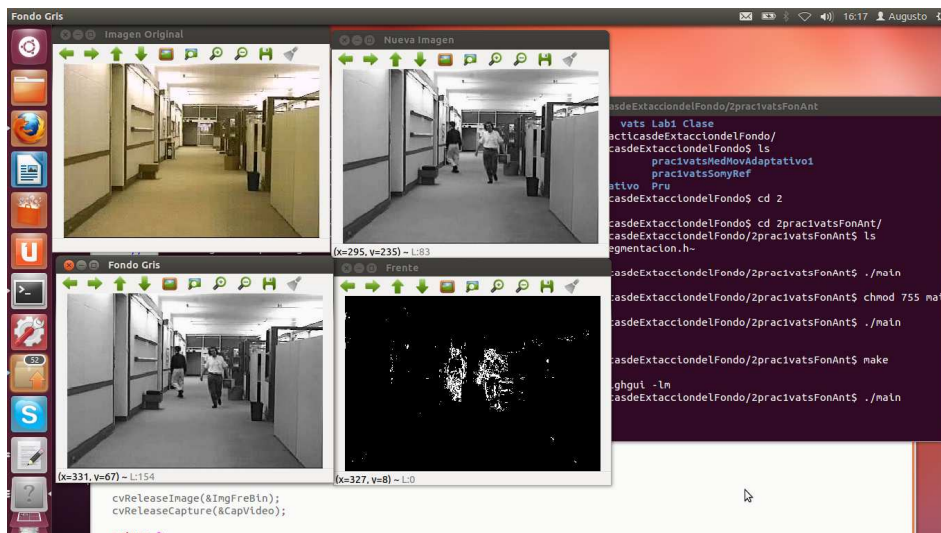 Fondo Gris
16:17 Augusto
Imagen Original
Nueva Imagen
(x=295, y=235) ~ L:83
Fondo Gris
Frente
(x=331, y=67) ~ L:154
(x=327, y=8) ~ L:0
52
asdeExtacciondelFondo/2prac1vatsFonAnt
vats Lab1 Clase
acticasdeExtacciondelFondo/
casdeExtacciondelFondo$ ls
prac1vatsMedMovAdaptativo1
prac1vatsSomyRef
ativo Pru
casdeExtacciondelFondo$ cd 2
casdeExtacciondelFondo$ cd 2prac1vatsFonAnt/
casdeExtacciondelFondo/2prac1vatsFonAnt$ ls
egmentacion.h~
casdeExtacciondelFondo/2prac1vatsFonAnt$ ./main
casdeExtacciondelFondo/2prac1vatsFonAnt$ chmod 755 mai
casdeExtacciondelFondo/2prac1vatsFonAnt$ ./main
casdeExtacciondelFondo/2prac1vatsFonAnt$ make
ighgui -lm
casdeExtacciondelFondo/2prac1vatsFonAnt$ ./main
cvReleaseImage(&ImgFreBin);
cvReleaseCapture(&CapVideo);